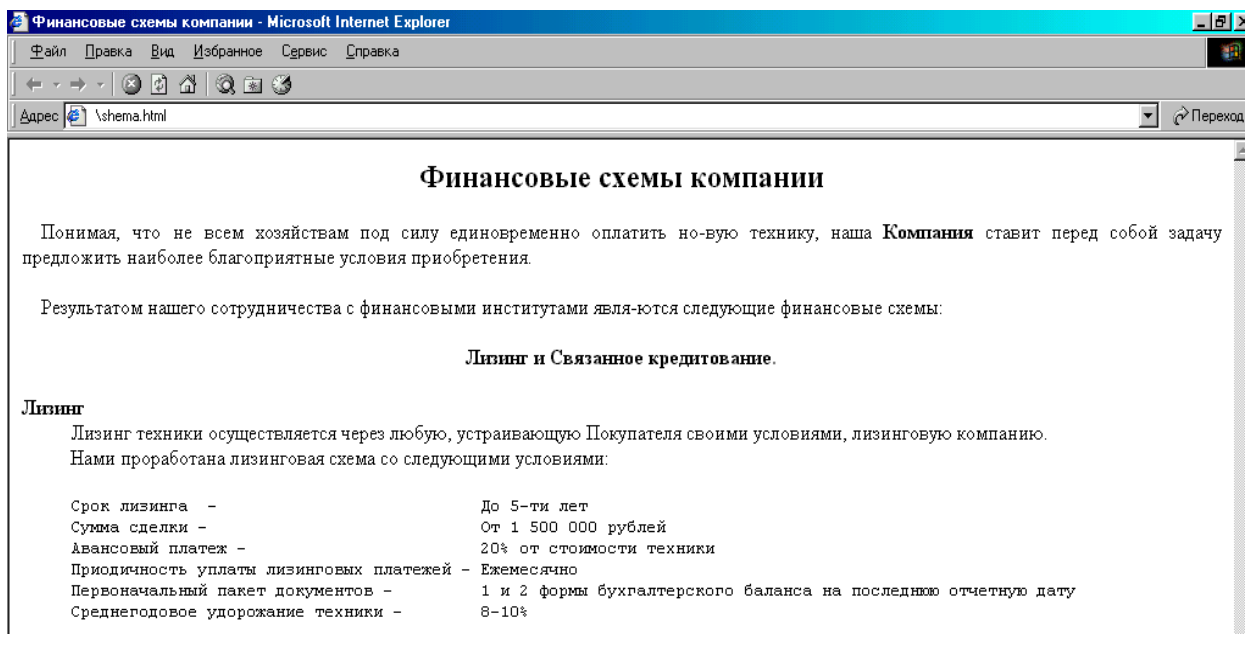 Финансовые схемы компании - Microsoft Internet Explorer
Файл Правка Вид Избранное Сервис Справка
Адрес \shema.html Переход
Финансовые схемы компании
Понимая, что не всем хозяйствам под силу единовременно оплатить но-вую технику, наша Компания ставит перед собой задачу
предложить наиболее благоприятные условия приобретения.
Результатом нашего сотрудничества с финансовыми институтами явля-ются следующие финансовые схемы:
Лизинг и Связанное кредитование.
Лизинг
Лизинг техники осуществляется через любую, устраивающую Покупателя своими условиями, лизинговую компанию.
Нами проработана лизинговая схема со следующими условиями:
Срок лизинга - До 5-ти лет
Сумма сделки - От 1 500 000 рублей
Авансовый платеж - 20% от стоимости техники
Приодичность уплаты лизинговых платежей - Ежемесячно
Первоначальный пакет документов - 1 и 2 формы бухгалтерского баланса на последнюю отчетную дату
Среднегодовое удорожание техники - 8-10%